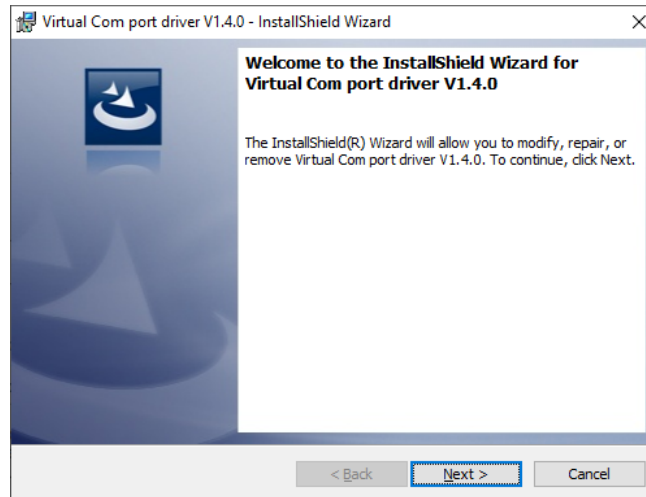 Virtual Com port driver V1.4.0 - InstallShield Wizard
Welcome to the InstallShield Wizard for
Virtual Com port driver V1.4.0
The InstallShield(R) Wizard will allow you to modify, repair, or
remove Virtual Com port driver V1.4.0. To continue, click Next.
< Back Next > Cancel